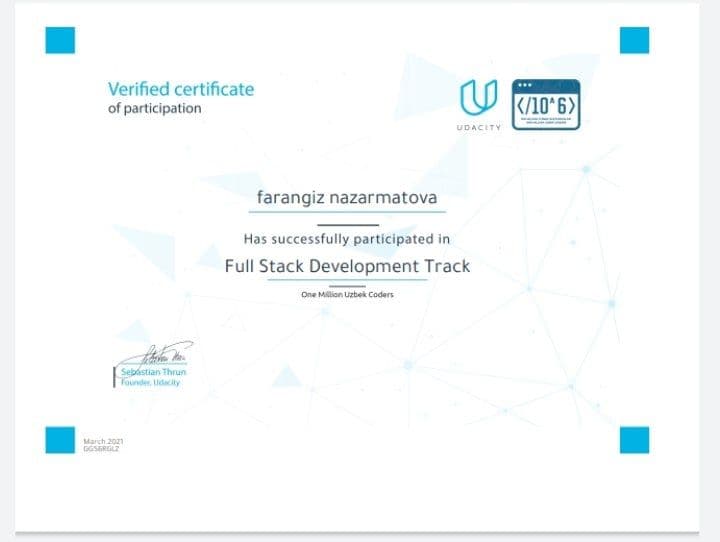 Verified certificate
of participation
UDACITY
</10^6>
farangiz nazarmatova
Has successfully participated in
Full Stack Development Track
One Million Uzbek Coders
Sebastian Thrun
Founder, Udacity
March 2021